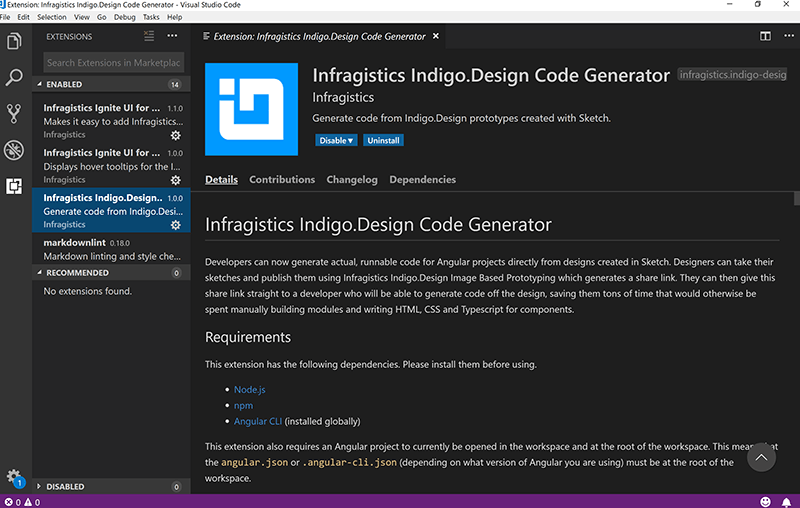 Extension: Infragistics Indigo.Design Code Generator - Visual Studio Code
File Edit Selection View Go Debug Tasks Help
EXTENSIONS
Search Extensions in Marketplac
ENABLED 14
Infragistics Ignite UI for ... 1.1.0
Makes it easy to add Infragistics...
Infragistics
Infragistics Ignite UI for ... 1.0.0
Displays hover tooltips for the I...
Infragistics
Infragistics Indigo.Design.. 1.0.0
Generate code from Indigo.Desi...
Infragistics
markdownlint 0.18.0
Markdown linting and style che...
RECOMMENDED 0
No extensions found.
DISABLED 0
1
0 0
Extension: Infragistics Indigo.Design Code Generator
Infragistics Indigo.Design Code Generator infragistics.indigo-desig
Infragistics
Generate code from Indigo.Design prototypes created with Sketch.
Disable Uninstall
Details Contributions Changelog Dependencies
Infragistics Indigo.Design Code Generator
Developers can now generate actual, runnable code for Angular projects directly from designs created in Sketch. Designers can take their
sketches and publish them using Infragistics Indigo.Design Image Based Prototyping which generates a share link. They can then give this
share link straight to a developer who will be able to generate code off the design, saving them tons of time that would otherwise be
spent manually building modules and writing HTML, CSS and Typescript for components.
Requirements
This extension has the following dependencies. Please install them before using.
• Node.js
• npm
• Angular CLI (installed globally)
This extension also requires an Angular project to currently be opened in the workspace and at the root of the workspace. This means that
the angular.json or .angular-cli.json (depending on what version of Angular you are using) must be at the root of the
workspace.